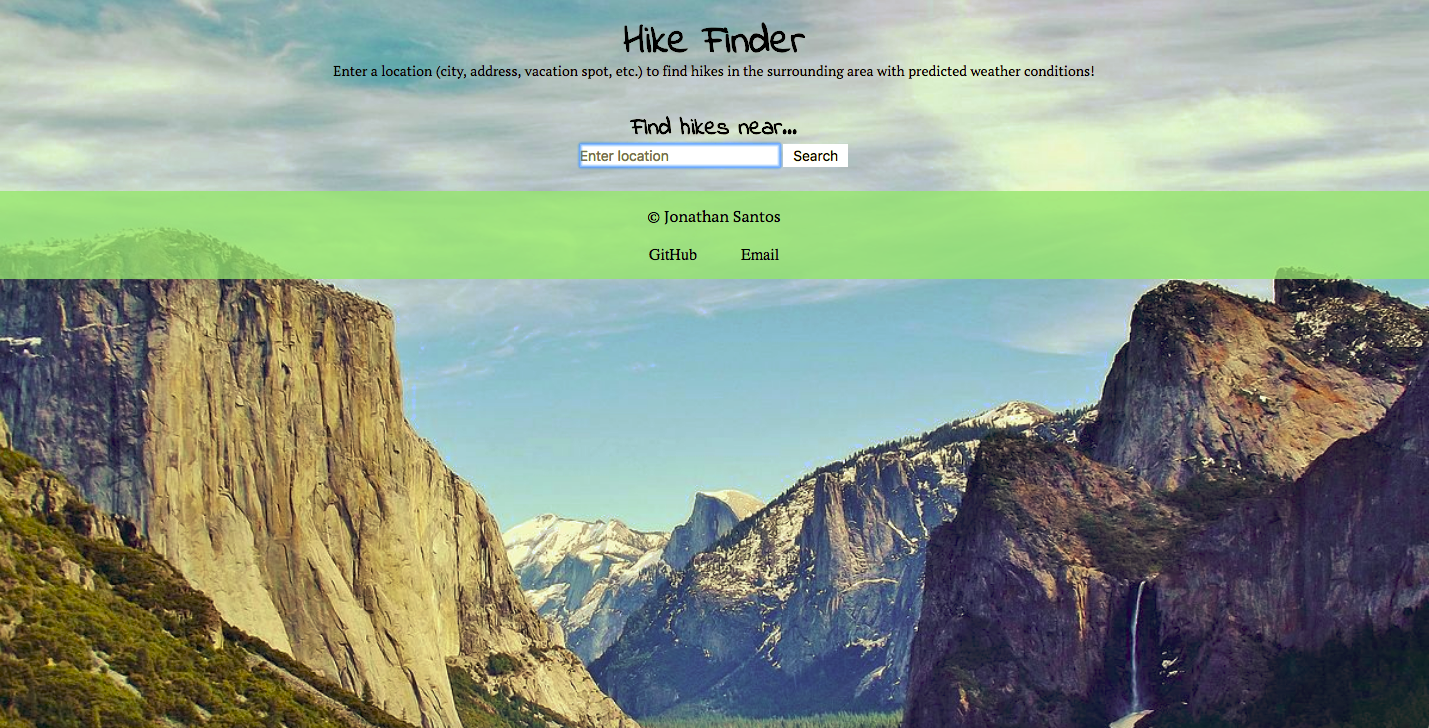 Hike Finder
Enter a location (city, address, vacation spot, etc.) to find hikes in the surrounding area with predicted weather conditions!
Find hikes near...
Enter location Search
© Jonathan Santos
GitHub Email